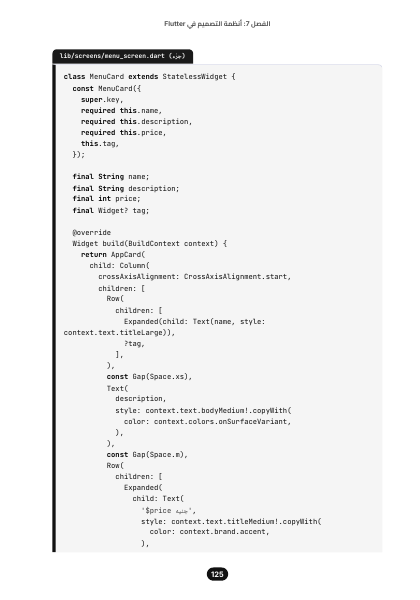 الفصل 7: أنظمة التصميم في Flutter
lib/screens/menu_screen.dart (جزء)
class MenuCard extends StatelessWidget {
  const MenuCard({
    super.key,
    required this.name,
    required this.description,
    required this.price,
    this.tag,
  });

  final String name;
  final String description;
  final int price;
  final Widget? tag;

  @override
  Widget build(BuildContext context) {
    return AppCard(
      child: Column(
        crossAxisAlignment: CrossAxisAlignment.start,
        children: [
          Row(
            children: [
              Expanded(child: Text(name, style:
context.text.titleLarge)),
              ?tag,
            ],
          ),
          const Gap(Space.xs),
          Text(
            description,
            style: context.text.bodyMedium!.copyWith(
              color: context.colors.onSurfaceVariant,
            ),
          ),
          const Gap(Space.m),
          Row(
            children: [
              Expanded(
                child: Text(
                  '$price جنيه',
                  style: context.text.titleMedium!.copyWith(
                    color: context.brand.accent,
                  ),
125